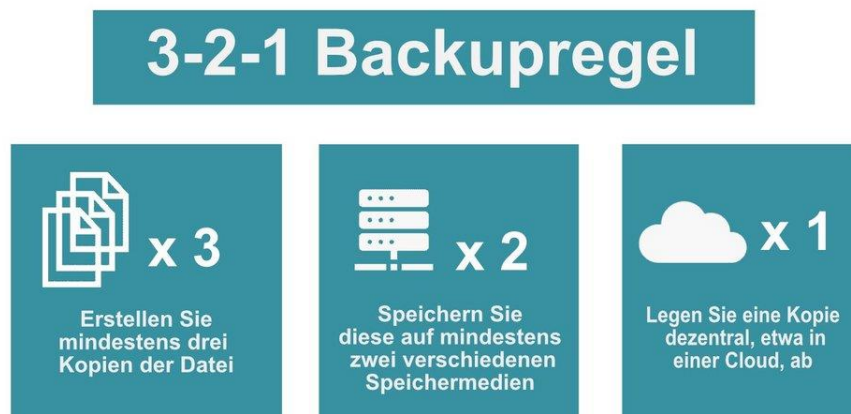 3-2-1 Backupregel
x 3
Erstellen Sie
mindestens drei
Kopien der Datei
x 2
Speichern Sie
diese auf mindestens
zwei verschiedenen
Speichermedien
x 1
Legen Sie eine Kopie
dezentral, etwa in
einer Cloud, ab